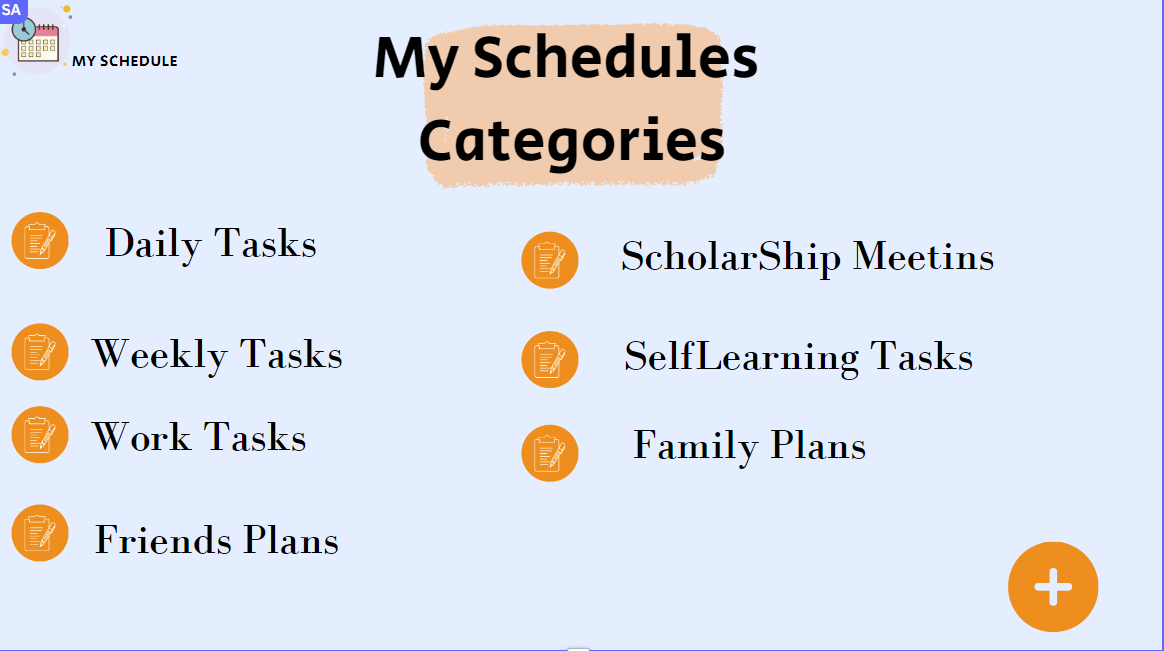 SA
MY SCHEDULE
My Schedules
Categories
Daily Tasks
Weekly Tasks
Work Tasks
Friends Plans
ScholarShip Meetins
SelfLearning Tasks
Family Plans